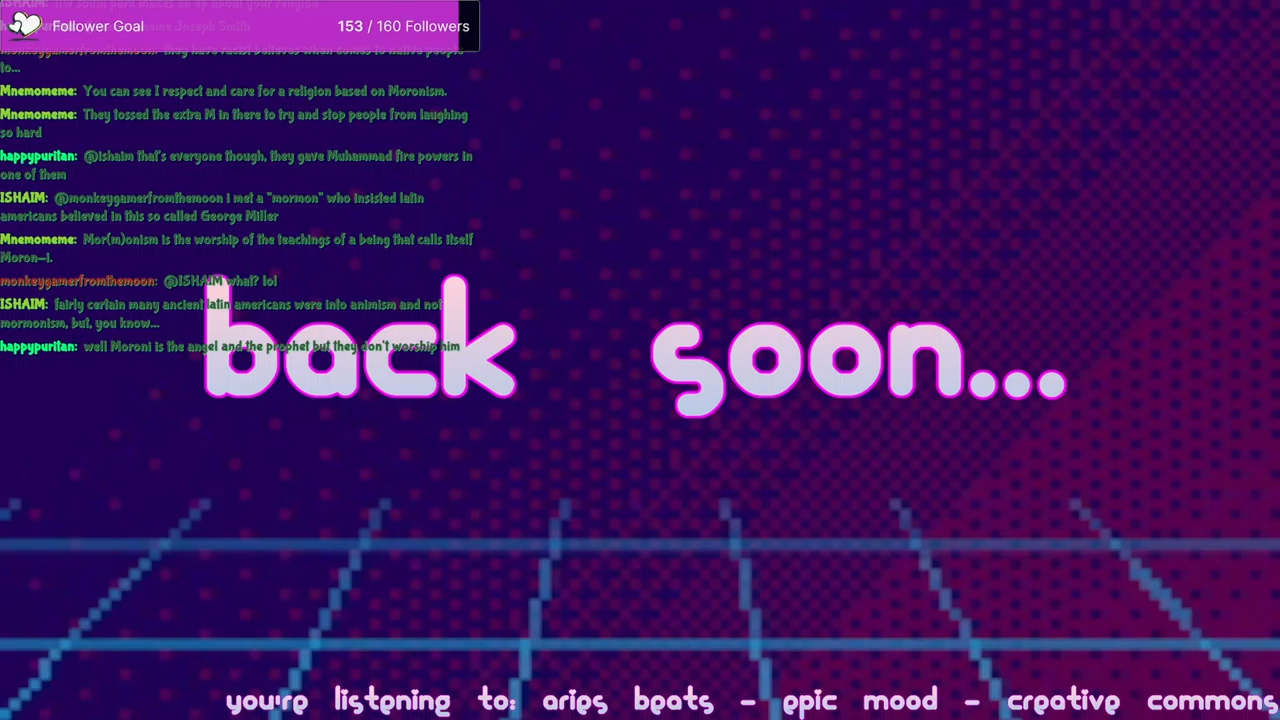 Follower Goal 153 / 160 Followers
to...
Mnemomeme: You can see I respect and care for a religion based on Moronism.
Mnemomeme: They tossed the extra M in there to try and stop people from laughing
so hard
happypuritan: @ishaim that's everyone though, they gave Muhammad fire powers in
one of them
ISHAIM: @monkeygamerfromthemoon i met a "mormon" who insisted latin
americans believed in this so called George Miller
Mnemomeme: Mor(m)onism is the worship of the teachings of a being that calls itself
Moron-i.
monkeygamerfromthemoon: @ISHAIM what? lol
ISHAIM: fairly certain many ancient latin americans were into animism and not
mormonism, but, you know...
happypuritan: well Moroni is the angel and the prophet but they don't worship him
back soon...
you're listening to: aries beats - epic mood - creative commons